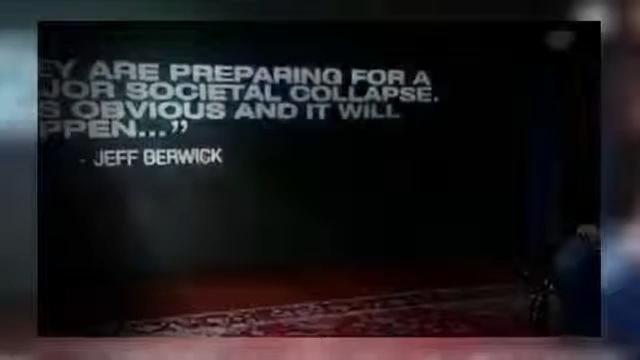 EY ARE PREPARING FOR A
JOR SOCIETAL COLLAPSE.
S OBVIOUS AND IT WILL
PPEN..."
- JEFF BERWICK